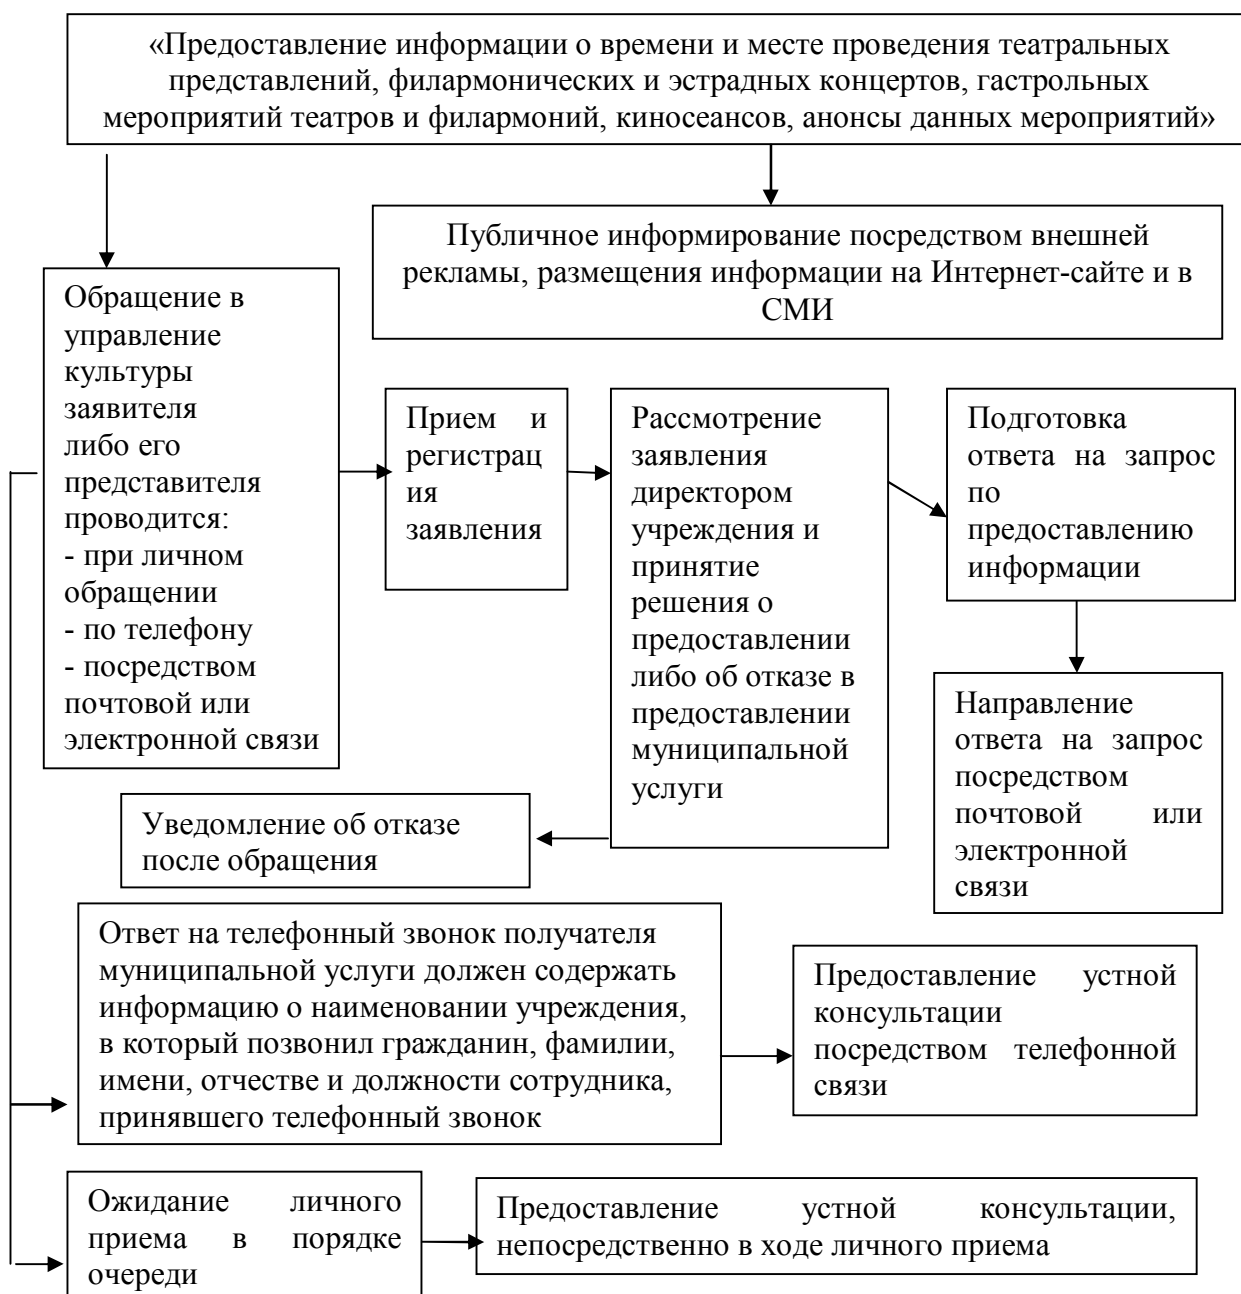 «Предоставление информации о времени и месте проведения театральных
представлений, филармонических и эстрадных концертов, гастрольных
мероприятий театров и филармоний, киносеансов, анонсы данных мероприятий»
Публичное информирование посредством внешней
рекламы, размещения информации на Интернет-сайте и в
СМИ
Обращение в
управление
культуры
заявителя
либо его
представителя
проводится:
- при личном
обращении
- по телефону
- посредством
почтовой или
электронной связи
Прием и
регистрац
ия
заявления
Рассмотрение
заявления
директором
учреждения и
принятие
решения о
предоставлении
либо об отказе в
предоставлении
муниципальной
услуги
Подготовка
ответа на запрос
по
предоставлению
информации
Направление
ответа на запрос
посредством
почтовой или
электронной
связи
Уведомление об отказе
после обращения
Ответ на телефонный звонок получателя
муниципальной услуги должен содержать
информацию о наименовании учреждения,
в который позвонил гражданин, фамилии,
имени, отчестве и должности сотрудника,
принявшего телефонный звонок
Предоставление устной
консультации
посредством телефонной
связи
Ожидание личного
приема в порядке
очереди
Предоставление устной консультации,
непосредственно в ходе личного приема